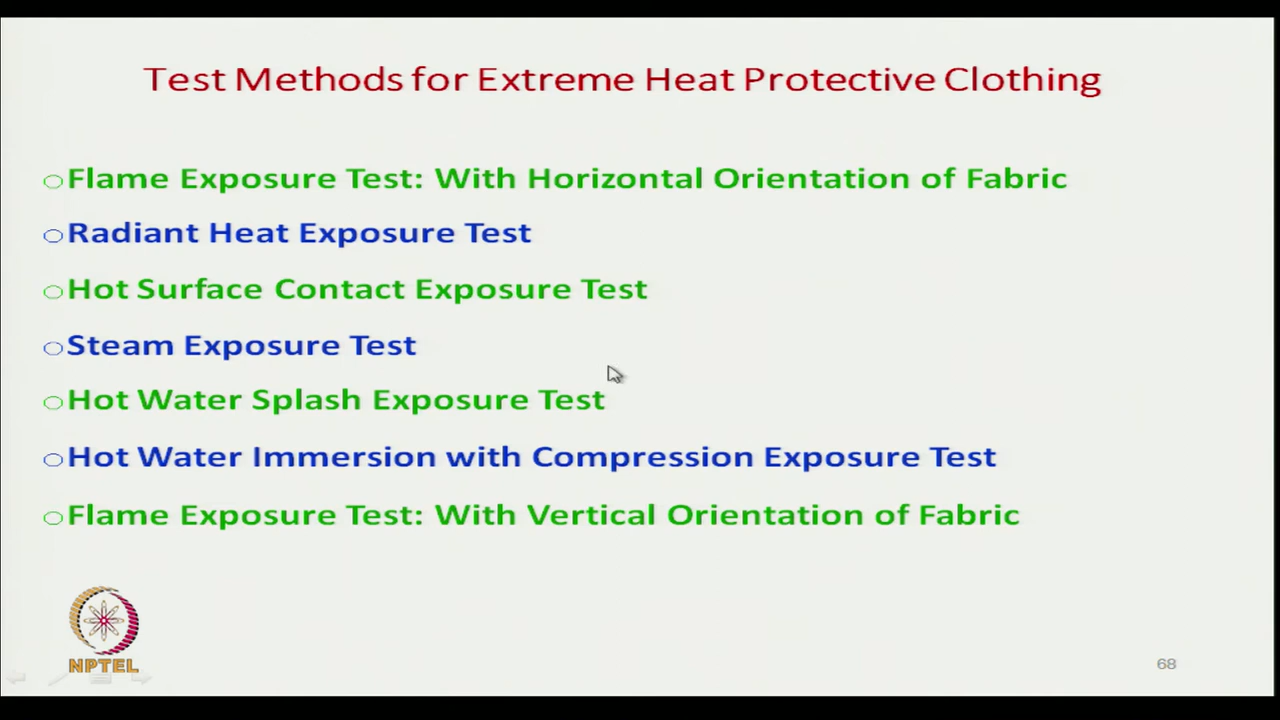 Test Methods for Extreme Heat Protective Clothing
Flame Exposure Test: With Horizontal Orientation of Fabric
Radiant Heat Exposure Test
Hot Surface Contact Exposure Test
Steam Exposure Test
Hot Water Splash Exposure Test
Hot Water Immersion with Compression Exposure Test
Flame Exposure Test: With Vertical Orientation of Fabric
NPTEL
68